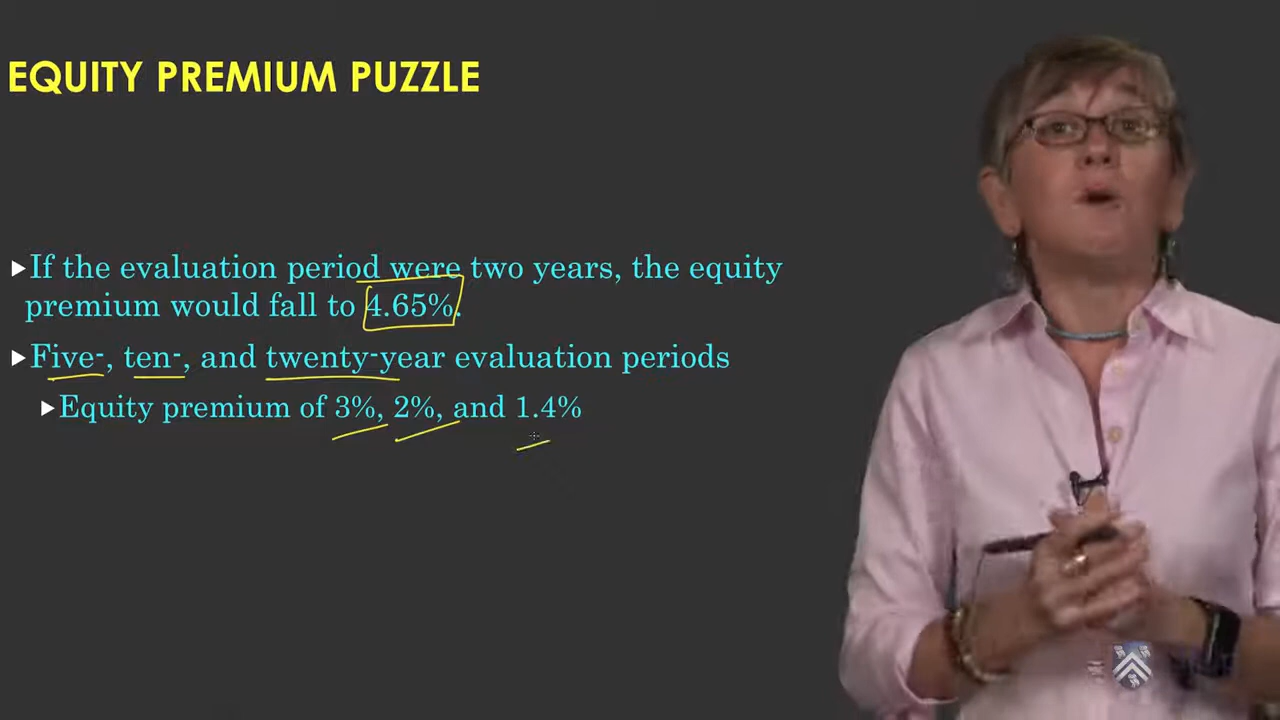 EQUITY PREMIUM PUZZLE
If the evaluation period were two years, the equity
premium would fall to 4.65%.
Five-, ten-, and twenty-year evaluation periods
Equity premium of 3%, 2%, and 1.4%